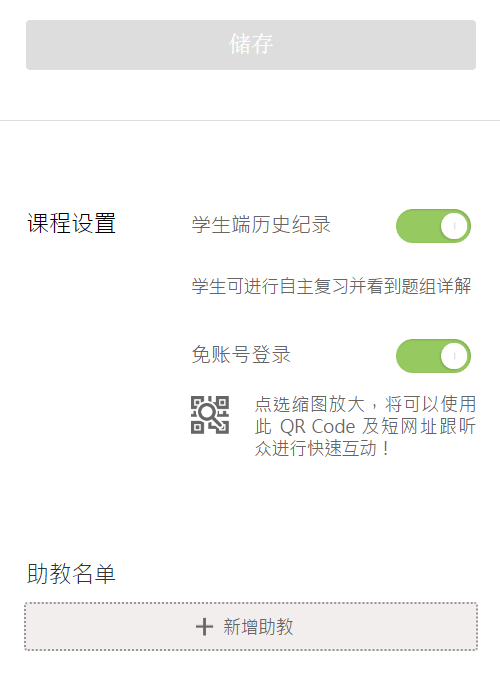 储存
课程设置
学生端历史纪录
学生可进行自主复习并看到题组详解
免账号登录
点选缩图放大，将可以使用
此 QR Code 及短网址跟听
众进行快速互动！
助教名单
新增助教